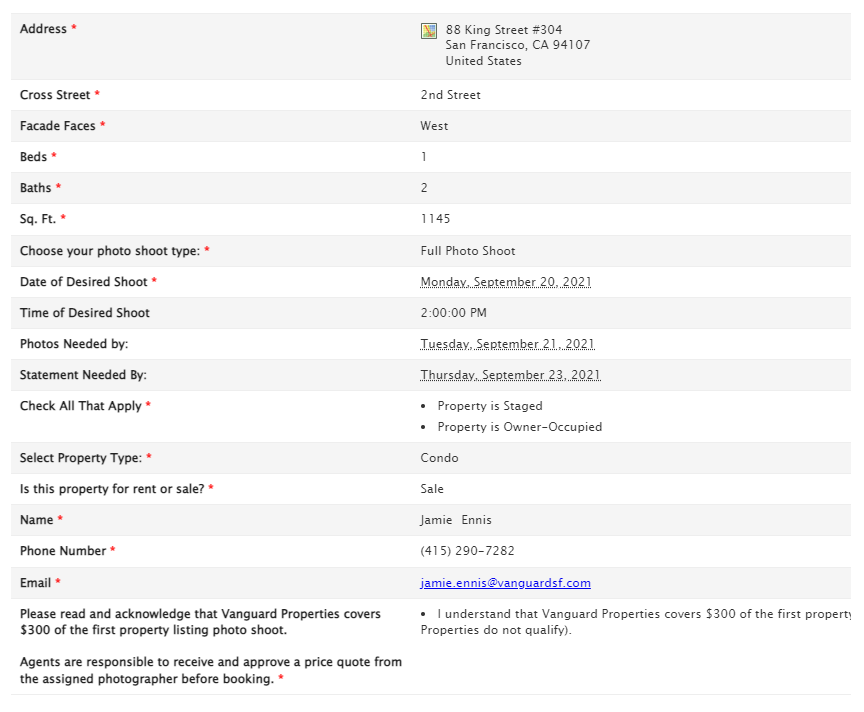 Address *
88 King Street #304
San Francisco, CA 94107
United States
Cross Street *
2nd Street
Facade Faces *
West
Beds *
1
Baths *
2
Sq. Ft. *
1145
Choose your photo shoot type: *
Full Photo Shoot
Date of Desired Shoot *
Monday, September 20, 2021
Time of Desired Shoot
2:00:00 PM
Photos Needed by:
Tuesday, September 21, 2021
Statement Needed By:
Thursday, September 23, 2021
Check All That Apply *
• Property is Staged
• Property is Owner-Occupied
Select Property Type: *
Condo
Is this property for rent or sale? *
Sale
Name *
Jamie Ennis
Phone Number *
(415) 290-7282
Email *
jamie.ennis@vanguardsf.com
Please read and acknowledge that Vanguard Properties covers
$300 of the first property listing photo shoot.
Agents are responsible to receive and approve a price quote from
the assigned photographer before booking. *
• I understand that Vanguard Properties covers $300 of the first property
Properties do not qualify).